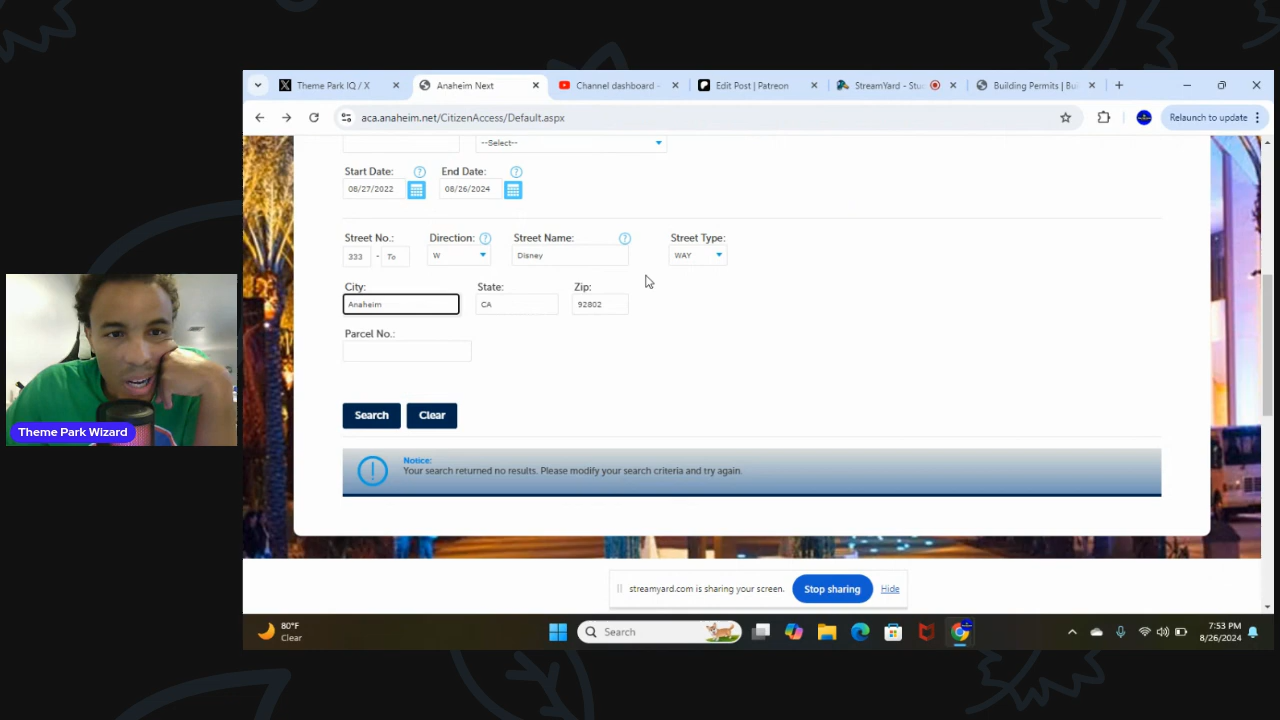 Theme Park IQ / X
Anaheim Next
Channel dashboard -
Edit Post | Patreon
StreamYard - Stu
Building Permits | Bu
aca.anaheim.net/CitizenAccess/Default.aspx
Relaunch to update
--Select--
Start Date:
End Date:
08/27/2022
08/26/2024
Street No.:
Direction:
Street Name:
Street Type:
333 - To
W
Disney
WAY
City:
State:
Zip:
Anaheim
CA
92802
Parcel No.:
Search
Clear
Notice:
Your search returned no results. Please modify your search criteria and try again.
Theme Park Wizard
streamyard.com is sharing your screen.
Stop sharing
Hide
80°F
Clear
Search
7:53 PM
8/26/2024